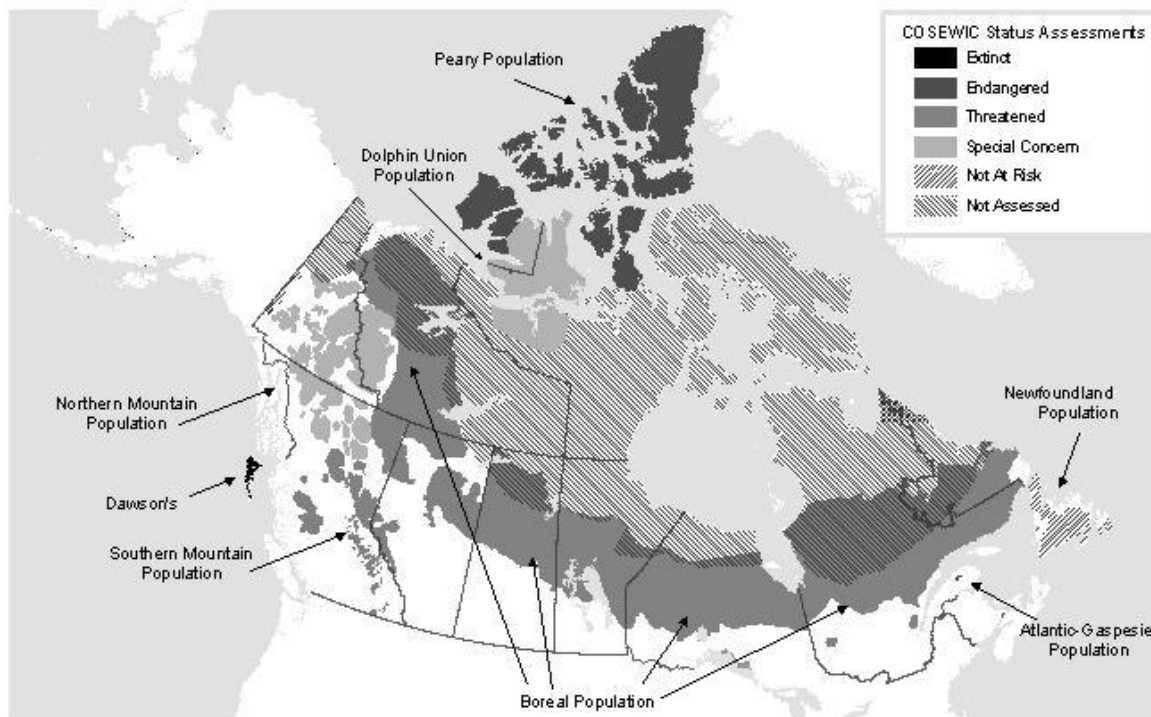 COSEWIC Status Assessments
Extinct
Endangered
Threatened
Special Concern
Not At Risk
Not Assessed
Peary Population
Dolphin Union
Population
Northern Mountain
Population
Newfoundland
Population
Dawson's
Southern Mountain
Population
Atlantic-Gaspesie
Population
Boreal Population